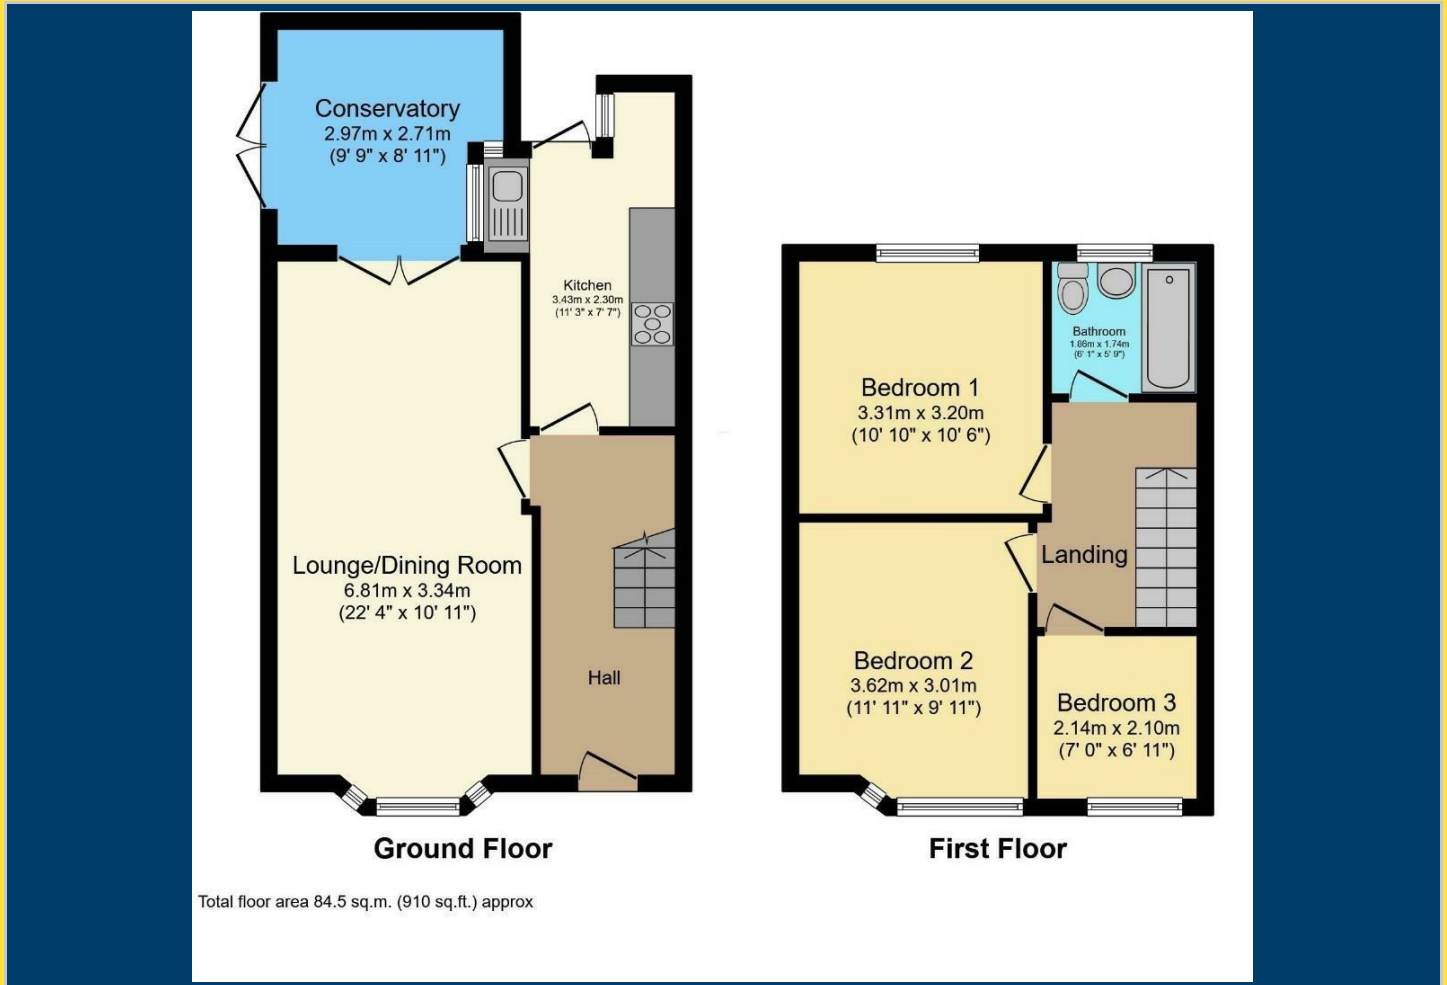 Conservatory
2.97m x 2.71m
(9' 9" x 8' 11")
Kitchen
3.43m x 2.30m
(11' 3" x 7' 7")
Lounge/Dining Room
6.81m x 3.34m
(22' 4" x 10' 11")
Hall
Ground Floor
Bathroom
1.86m x 1.74m
(6' 1" x 5' 9")
Bedroom 1
3.31m x 3.20m
(10' 10" x 10' 6")
Landing
Bedroom 2
3.62m x 3.01m
(11' 11" x 9' 11")
Bedroom 3
2.14m x 2.10m
(7' 0" x 6' 11")
First Floor
Total floor area 84.5 sq.m. (910 sq.ft.) approx